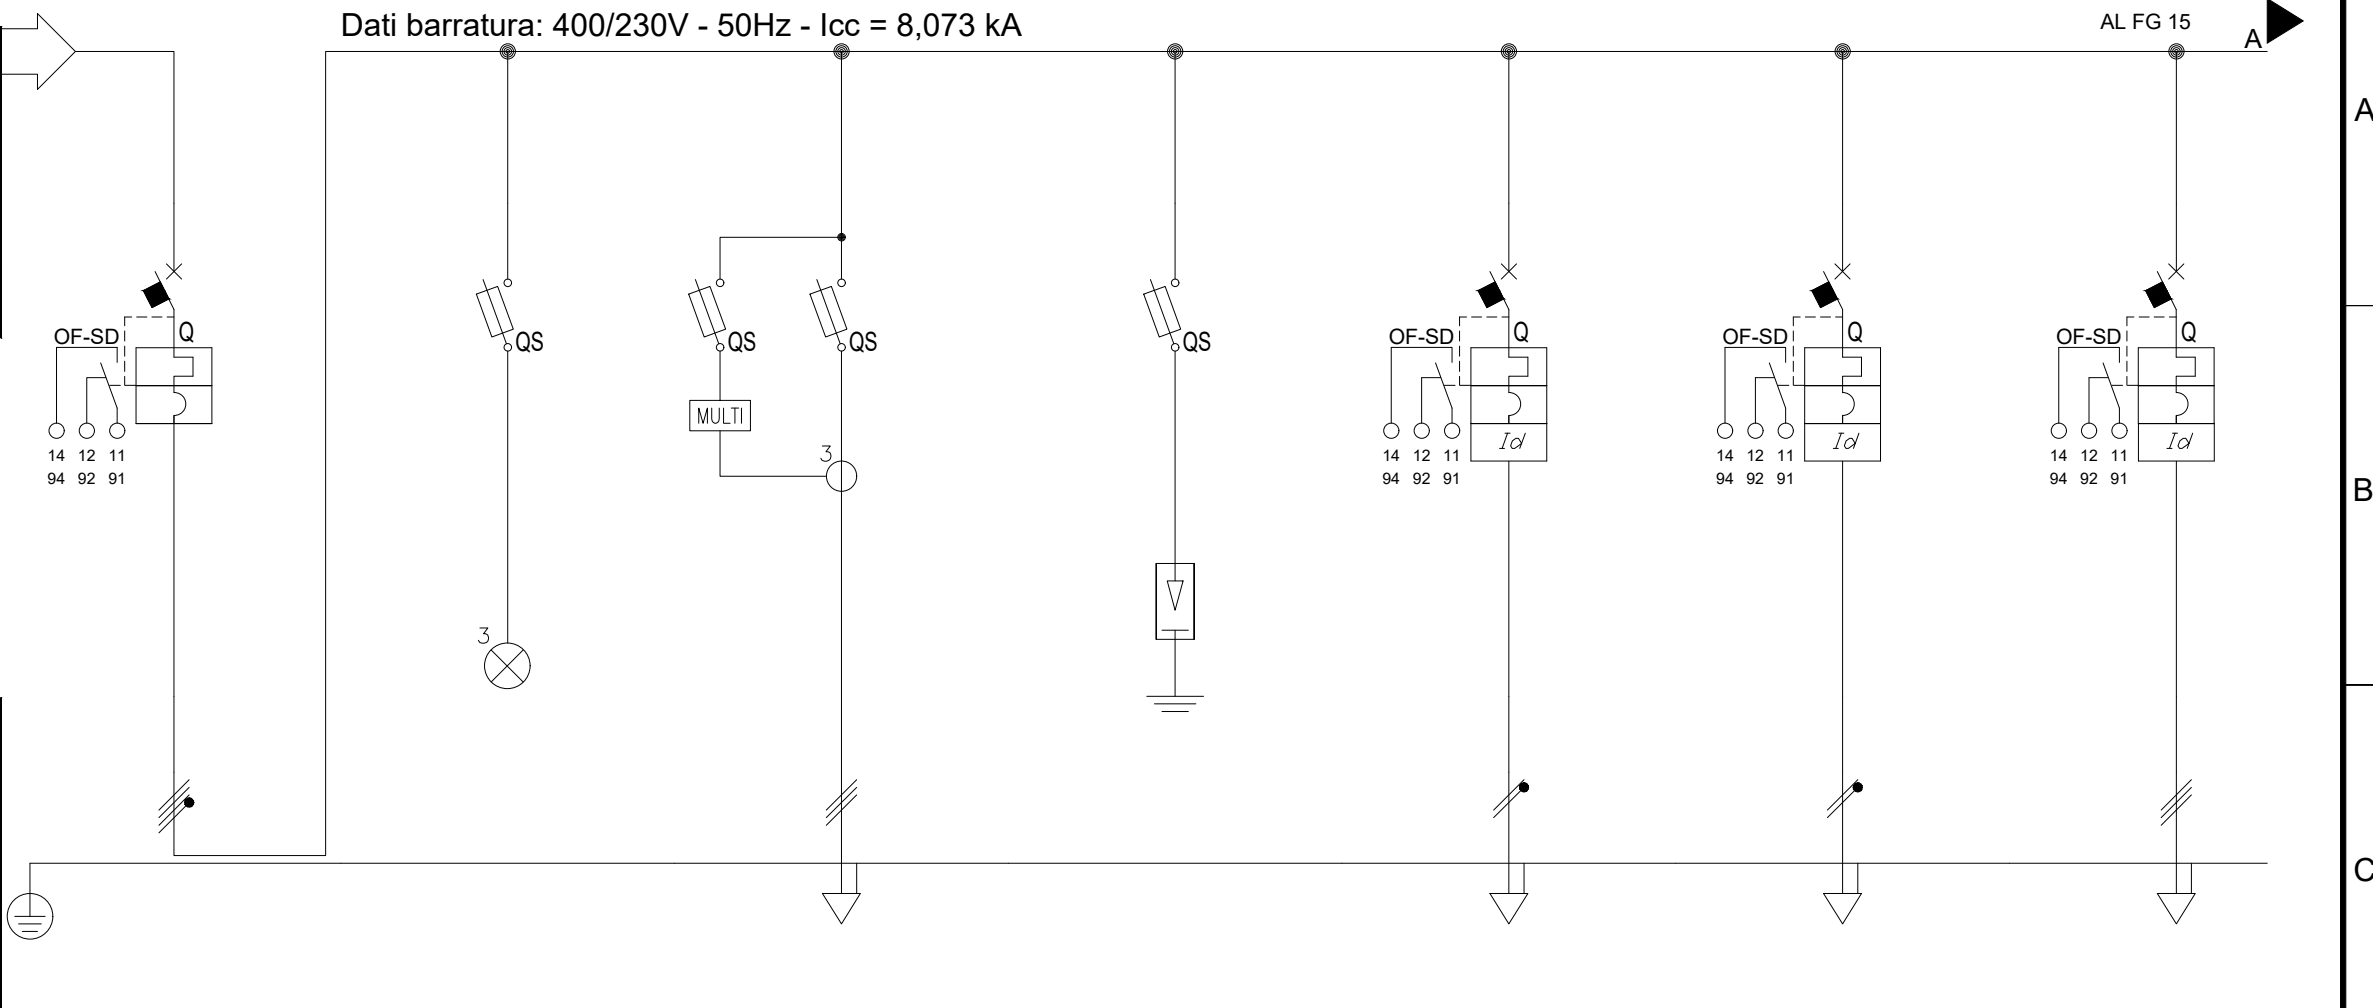 Dati barratura: 400/230V - 50Hz - Icc = 8,073 kA
AL FG 15
A
A
OF-SD Q
QS
QS
QS
QS
OF-SD Q
OF-SD Q
OF-SD Q
MULTI
3
Id
Id
Id
14 12 11
94 92 91
14 12 11
94 92 91
14 12 11
94 92 91
14 12 11
94 92 91
B
3
C